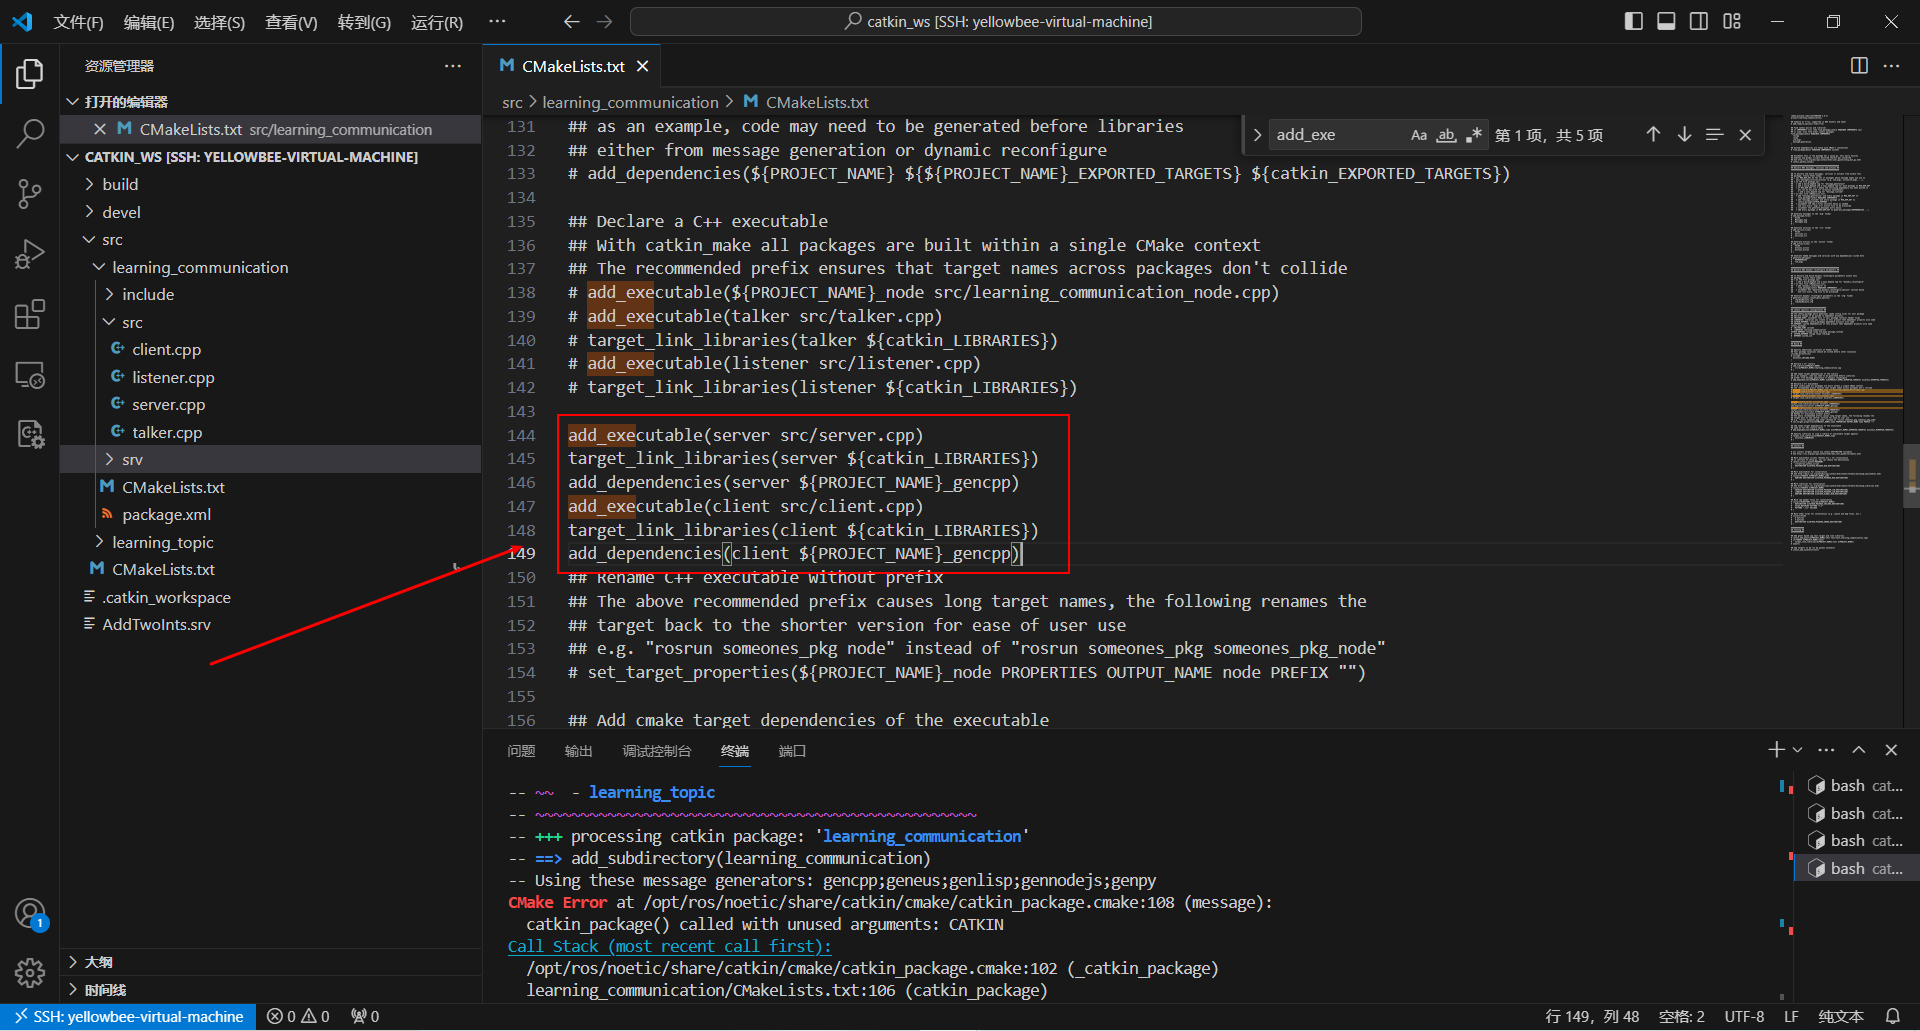 文件(F) 编辑(E) 选择(S) 查看(V) 转到(G) 运行(R) ··· catkin_ws [SSH: yellowbee-virtual-machine]
资源管理器 ···
打开的编辑器
CMakeLists.txt src/learning_communication
CATKIN_WS [SSH: YELLOWBEE-VIRTUAL-MACHINE]
build
devel
src
learning_communication
include
src
client.cpp
listener.cpp
server.cpp
talker.cpp
srv
CMakeLists.txt
package.xml
learning_topic
CMakeLists.txt
.catkin_workspace
AddTwoInts.srv
大纲
时间线
CMakeLists.txt
src > learning_communication > CMakeLists.txt
add_exe Aa ab .* 第 1 项，共 5 项
131 ## as an example, code may need to be generated before libraries
132 ## either from message generation or dynamic reconfigure
133 # add_dependencies(${PROJECT_NAME} ${${PROJECT_NAME}_EXPORTED_TARGETS} ${catkin_EXPORTED_TARGETS})
134
135 ## Declare a C++ executable
136 ## With catkin_make all packages are built within a single CMake context
137 ## The recommended prefix ensures that target names across packages don't collide
138 # add_executable(${PROJECT_NAME}_node src/learning_communication_node.cpp)
139 # add_executable(talker src/talker.cpp)
140 # target_link_libraries(talker ${catkin_LIBRARIES})
141 # add_executable(listener src/listener.cpp)
142 # target_link_libraries(listener ${catkin_LIBRARIES})
143
144 add_executable(server src/server.cpp)
145 target_link_libraries(server ${catkin_LIBRARIES})
146 add_dependencies(server ${PROJECT_NAME}_gencpp)
147 add_executable(client src/client.cpp)
148 target_link_libraries(client ${catkin_LIBRARIES})
149 add_dependencies(client ${PROJECT_NAME}_gencpp)
150 ## Rename C++ executable without prefix
151 ## The above recommended prefix causes long target names, the following renames the
152 ## target back to the shorter version for ease of user use
153 ## e.g. "rosrun someones_pkg node" instead of "rosrun someones_pkg someones_pkg_node"
154 # set_target_properties(${PROJECT_NAME}_node PROPERTIES OUTPUT_NAME node PREFIX "")
155
156 ## Add cmake target dependencies of the executable
问题 输出 调试控制台 终端 端口
-- ~~  - learning_topic
-- ~~~~~~~~~~~~~~~~~~~~~~~~~~~~~~~~~~~~~~~~~~~~~~~~~
-- +++ processing catkin package: 'learning_communication'
-- ==> add_subdirectory(learning_communication)
-- Using these message generators: gencpp;geneus;genlisp;gennodejs;genpy
CMake Error at /opt/ros/noetic/share/catkin/cmake/catkin_package.cmake:108 (message):
catkin_package() called with unused arguments: CATKIN
Call Stack (most recent call first):
/opt/ros/noetic/share/catkin/cmake/catkin_package.cmake:102 (_catkin_package)
learning_communication/CMakeLists.txt:106 (catkin_package)
bash cat...
bash cat...
bash cat...
bash cat...
1
SSH: yellowbee-virtual-machine 0 0 0 行 149，列 48 空格: 2 UTF-8 LF 纯文本